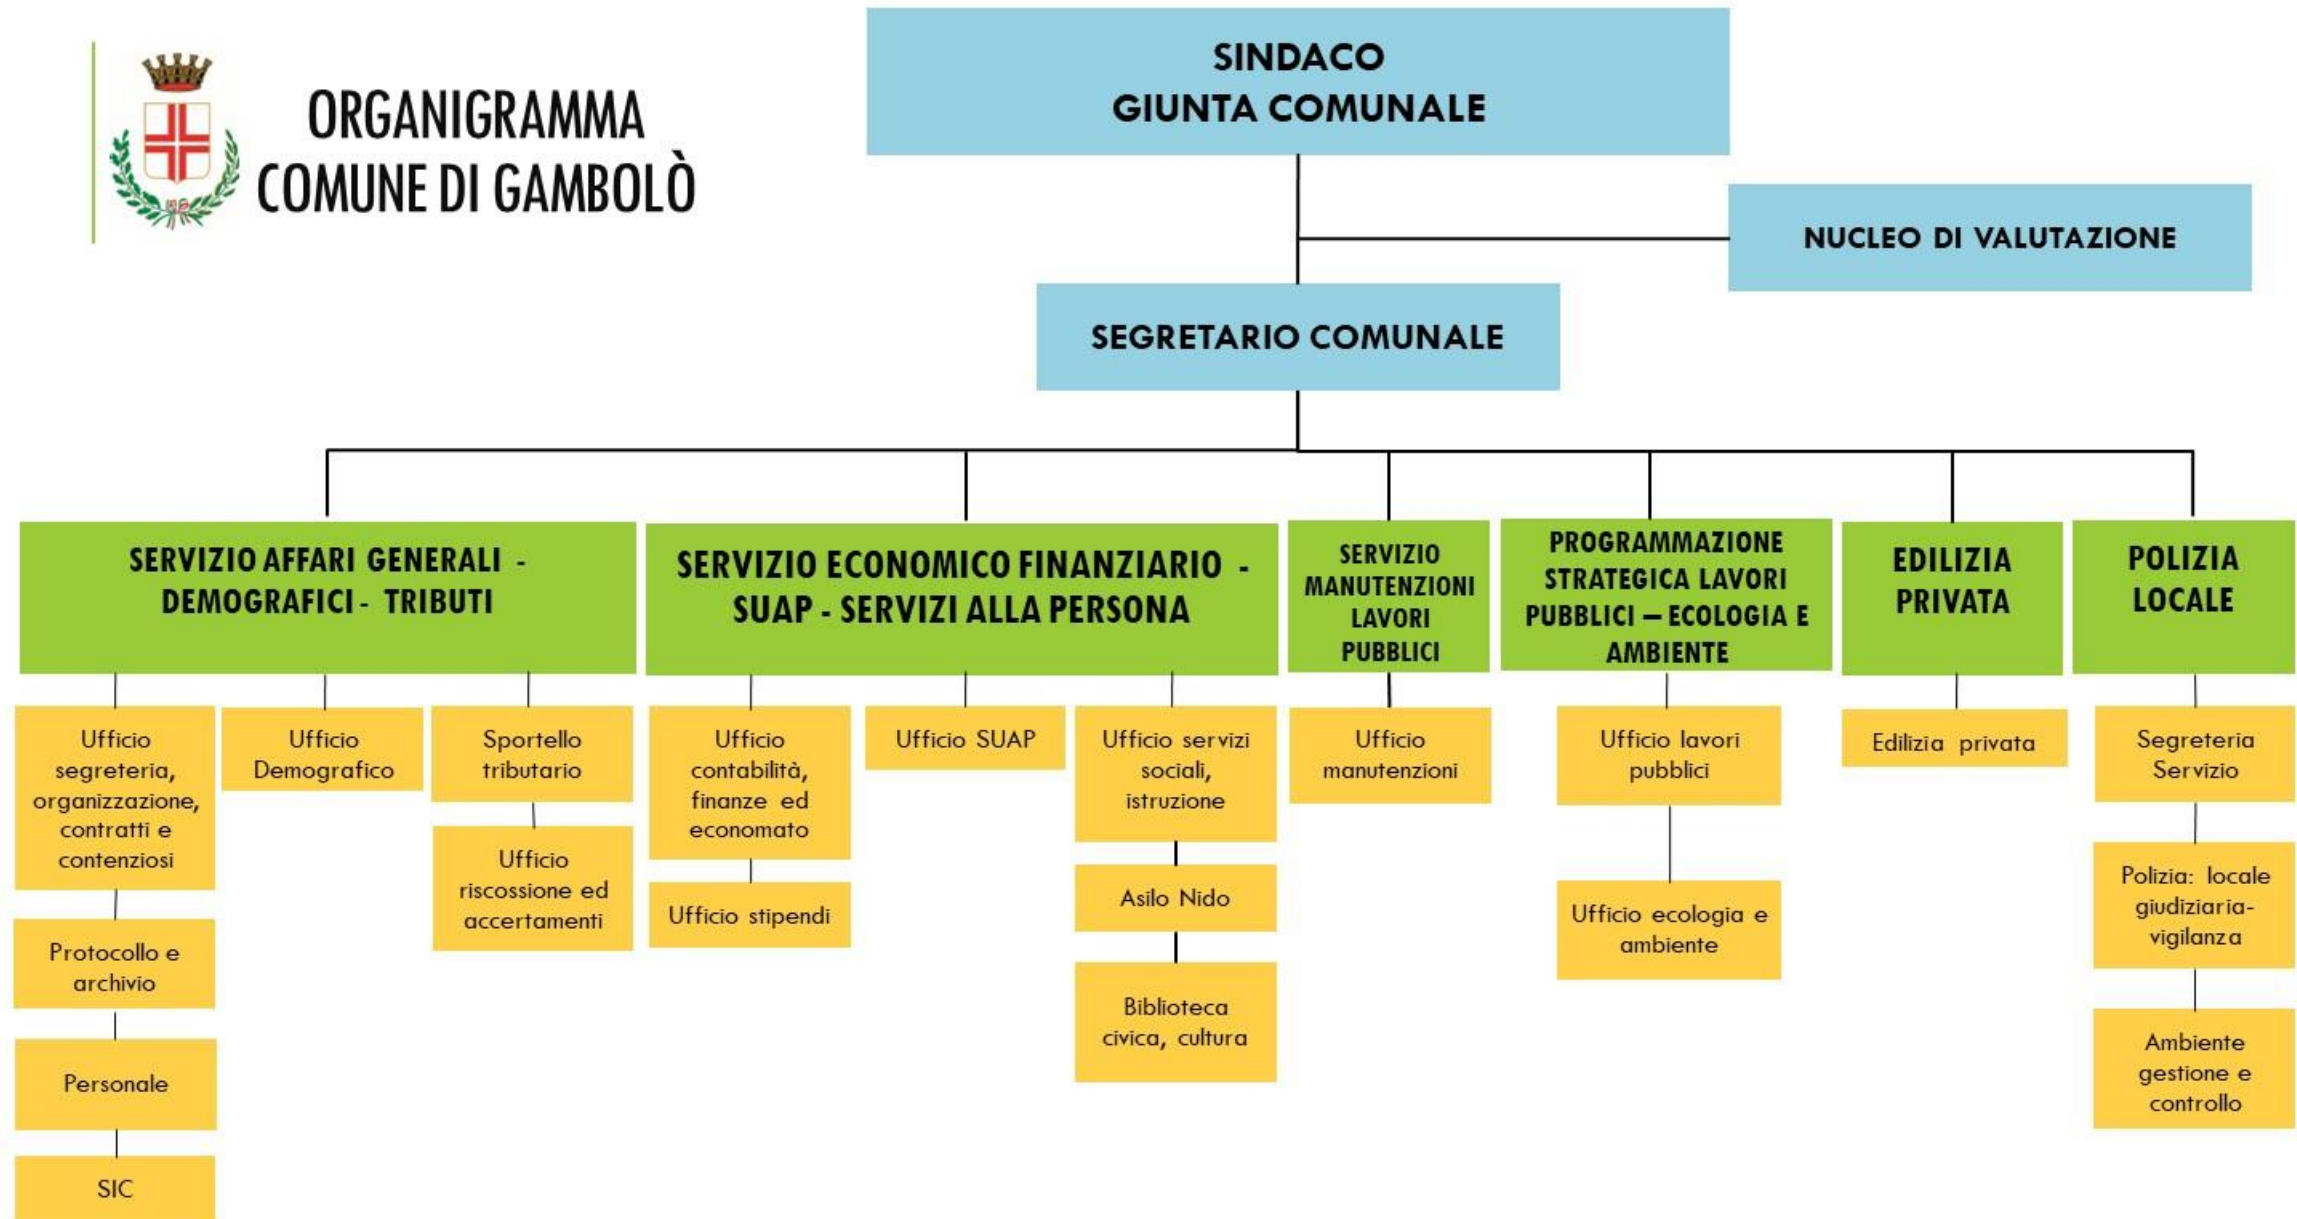 ORGANIGRAMMA
COMUNE DI GAMBOLÒ
SINDACO
GIUNTA COMUNALE
NUCLEO DI VALUTAZIONE
SEGRETARIO COMUNALE
SERVIZIO AFFARI GENERALI -
DEMOGRAFICI - TRIBUTI
SERVIZIO ECONOMICO FINANZIARIO -
SUAP - SERVIZI ALLA PERSONA
SERVIZIO
MANUTENZIONI
LAVORI
PUBBLICI
PROGRAMMAZIONE
STRATEGICA LAVORI
PUBBLICI – ECOLOGIA E
AMBIENTE
EDILIZIA
PRIVATA
POLIZIA
LOCALE
Ufficio
segreteria,
organizzazione,
contratti e
contenziosi
Protocollo e
archivio
Personale
SIC
Ufficio
Demografico
Sportello
tributario
Ufficio
riscossione ed
accertamenti
Ufficio
contabilità,
finanze ed
economato
Ufficio stipendi
Ufficio SUAP
Ufficio servizi
sociali,
istruzione
Asilo Nido
Biblioteca
civica, cultura
Ufficio
manutenzioni
Ufficio lavori
pubblici
Ufficio ecologia e
ambiente
Edilizia privata
Segreteria
Servizio
Polizia: locale
giudiziaria-
vigilanza
Ambiente
gestione e
controllo